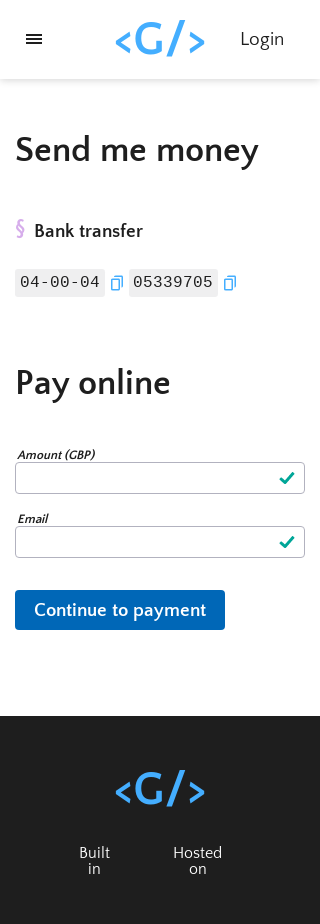 <G/> Login
Send me money
§ Bank transfer
04-00-04 05339705
Pay online
Amount (GBP)
Email
Continue to payment
<G/>
Built Hosted
in on